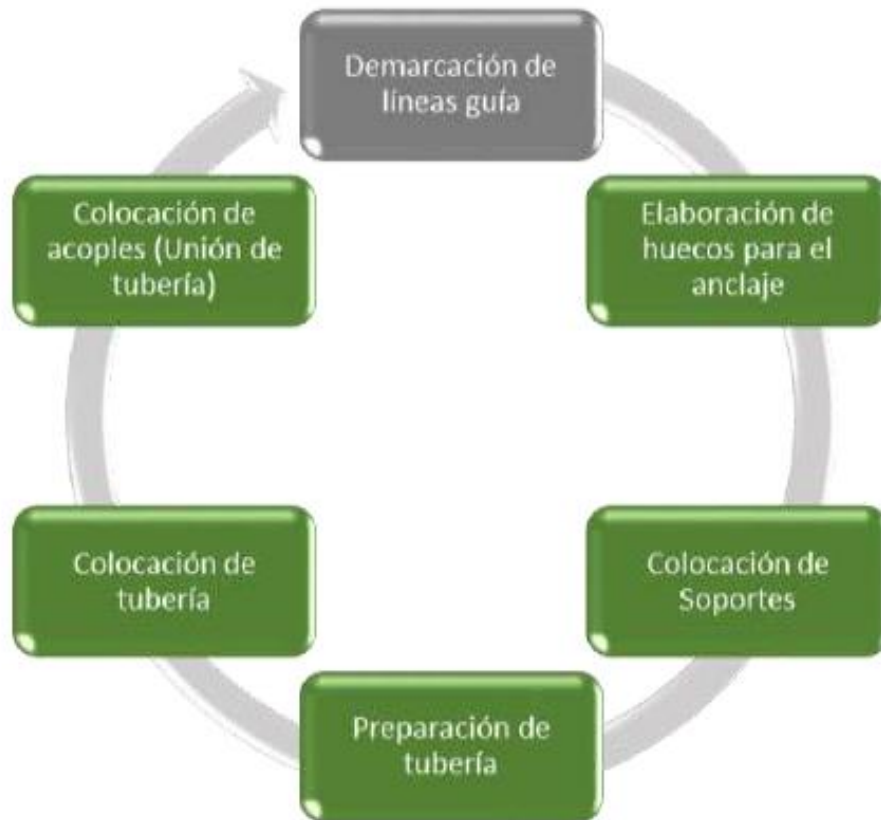 Demarcación de
líneas guía
Elaboración de
huecos para el
anclaje
Colocación de
Soportes
Preparación de
tubería
Colocación de
tubería
Colocación de
acoples (Unión de
tubería)